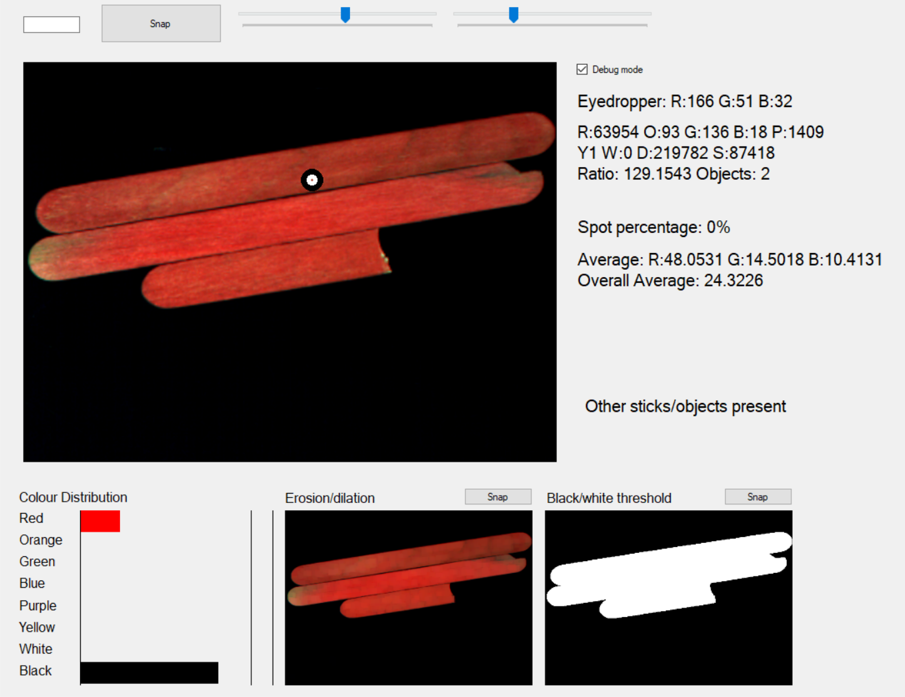 Snap
Debug mode
Eyedropper: R:166 G:51 B:32
R:63954 O:93 G:136 B:18 P:1409
Y1 W:0 D:219782 S:87418
Ratio: 129.1543 Objects: 2
Spot percentage: 0%
Average: R:48.0531 G:14.5018 B:10.4131
Overall Average: 24.3226
Other sticks/objects present
Colour Distribution
Red
Orange
Green
Blue
Purple
Yellow
White
Black
Erosion/dilation
Snap
Black/white threshold
Snap